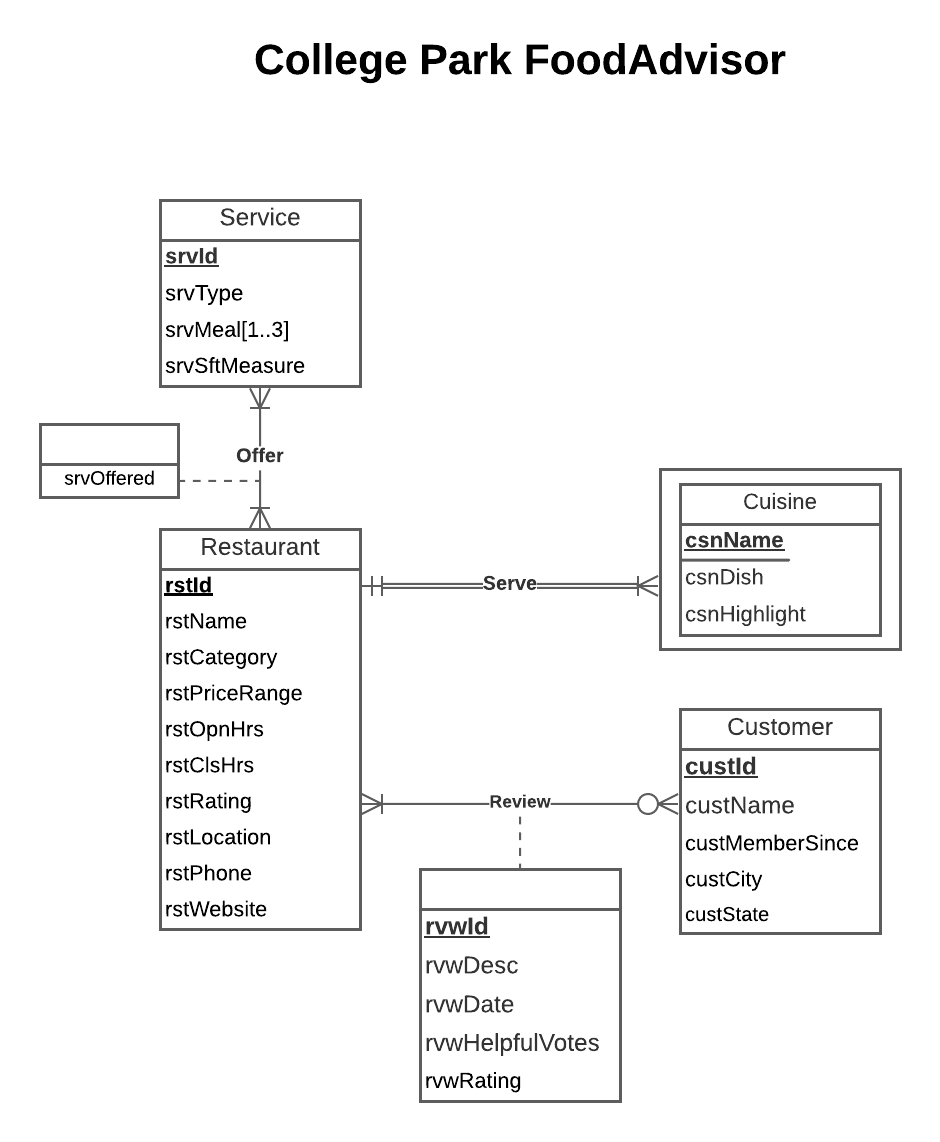 College Park FoodAdvisor
Service
srvId
srvType
srvMeal[1..3]
srvSftMeasure
Offer
srvOffered
Restaurant
rstId
rstName
rstCategory
rstPriceRange
rstOpnHrs
rstClsHrs
rstRating
rstLocation
rstPhone
rstWebsite
Serve
Cuisine
csnName
csnDish
csnHighlight
Review
Customer
custId
custName
custMemberSince
custCity
custState
rvwId
rvwDesc
rvwDate
rvwHelpfulVotes
rvwRating